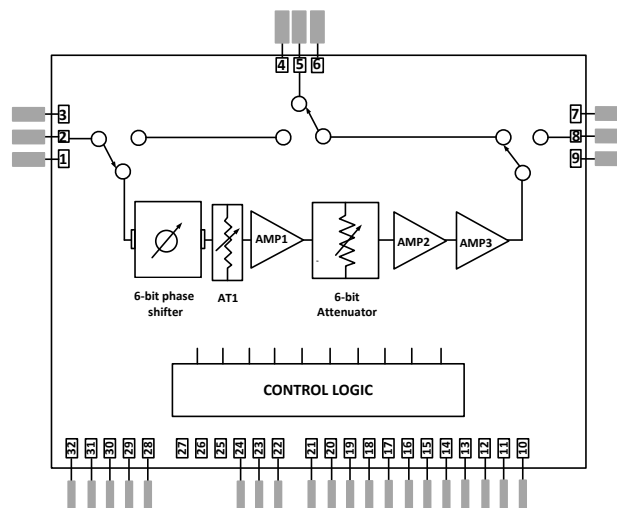 4 5 6
3 7
2 8
1 9
AMP1 AMP2 AMP3
6-bit phase shifter
AT1
6-bit Attenuator
CONTROL LOGIC
32 31 30 29 28 27 26 25 24 23 22 21 20 19 18 17 16 15 14 13 12 11 10